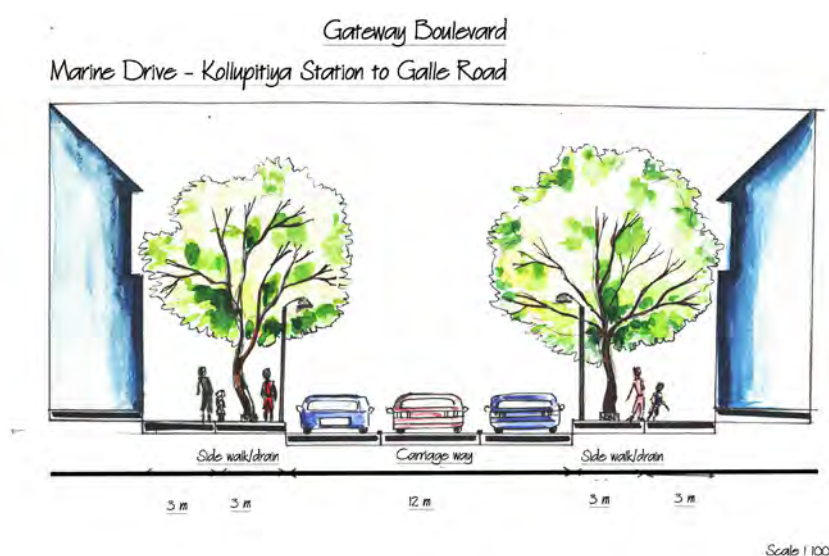 Gateway Boulevard
Marine Drive - Kollupitiya Station to Galle Road
Side walk/drain Carriage way Side walk/drain
3 m 3 m 12 m 3 m 3 m
Scale 1:100